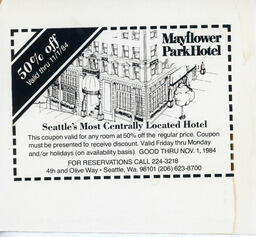 50% off
Valid thru 11/1/84
Mayflower
Park Hotel
Seattle's Most Centrally Located Hotel
This coupon valid for any room at 50% off the regular price. Coupon
must be presented to receive discount. Valid Friday thru Monday
and/or holidays (on availability basis). GOOD THRU NOV. 1, 1984
FOR RESERVATIONS CALL 224-3218
4th and Olive Way • Seattle, Wa. 98101 (206) 623-8700